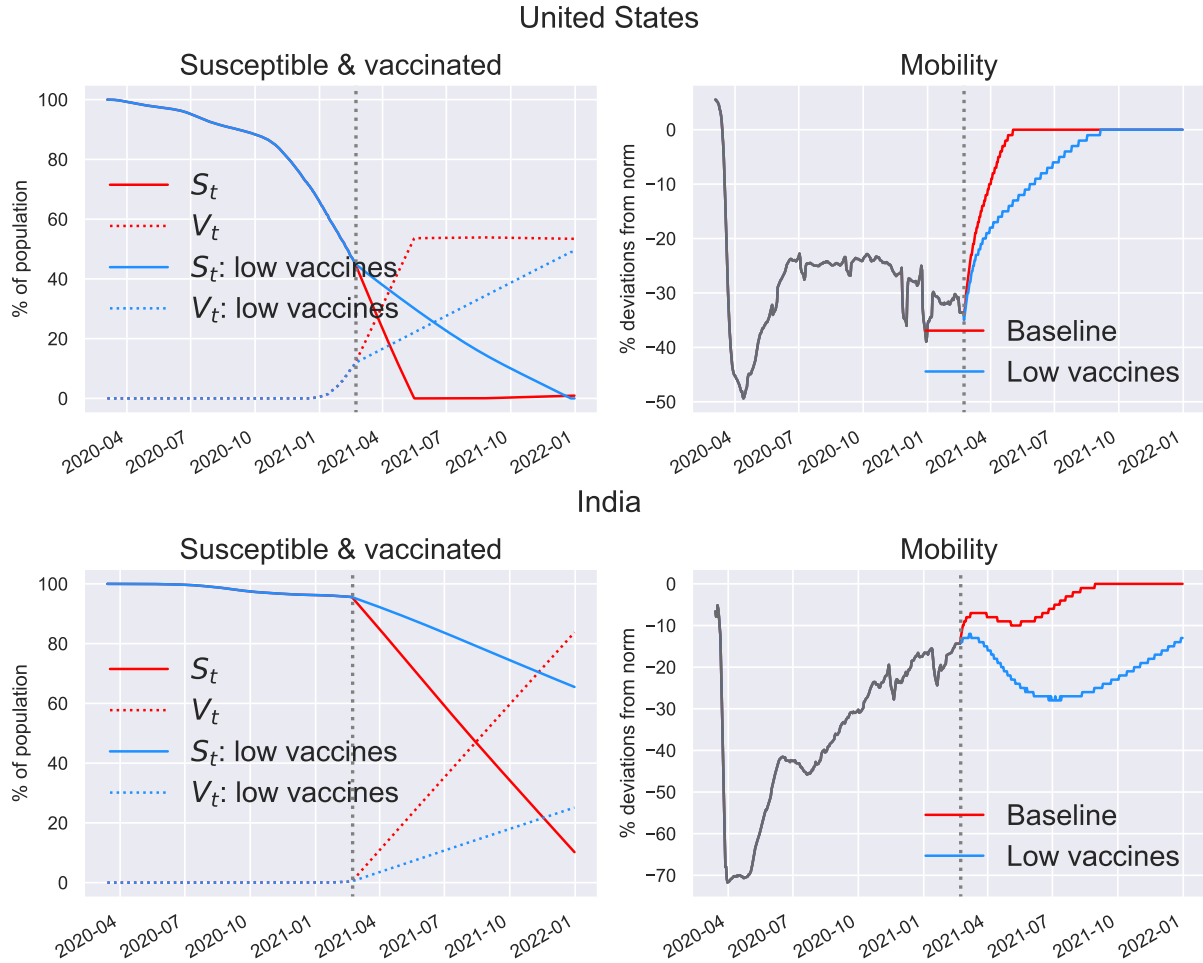 United States
Susceptible & vaccinated
% of population
100
80
60
40
20
0
S_t
V_t
S_t: low vaccines
V_t: low vaccines
2020-04
2020-07
2020-10
2021-01
2021-04
2021-07
2021-10
2022-01
Mobility
% deviations from norm
0
−10
−20
−30
−40
−50
Baseline
Low vaccines
2020-04
2020-07
2020-10
2021-01
2021-04
2021-07
2021-10
2022-01
India
Susceptible & vaccinated
% of population
100
80
60
40
20
0
S_t
V_t
S_t: low vaccines
V_t: low vaccines
2020-04
2020-07
2020-10
2021-01
2021-04
2021-07
2021-10
2022-01
Mobility
% deviations from norm
0
−10
−20
−30
−40
−50
−60
−70
Baseline
Low vaccines
2020-04
2020-07
2020-10
2021-01
2021-04
2021-07
2021-10
2022-01